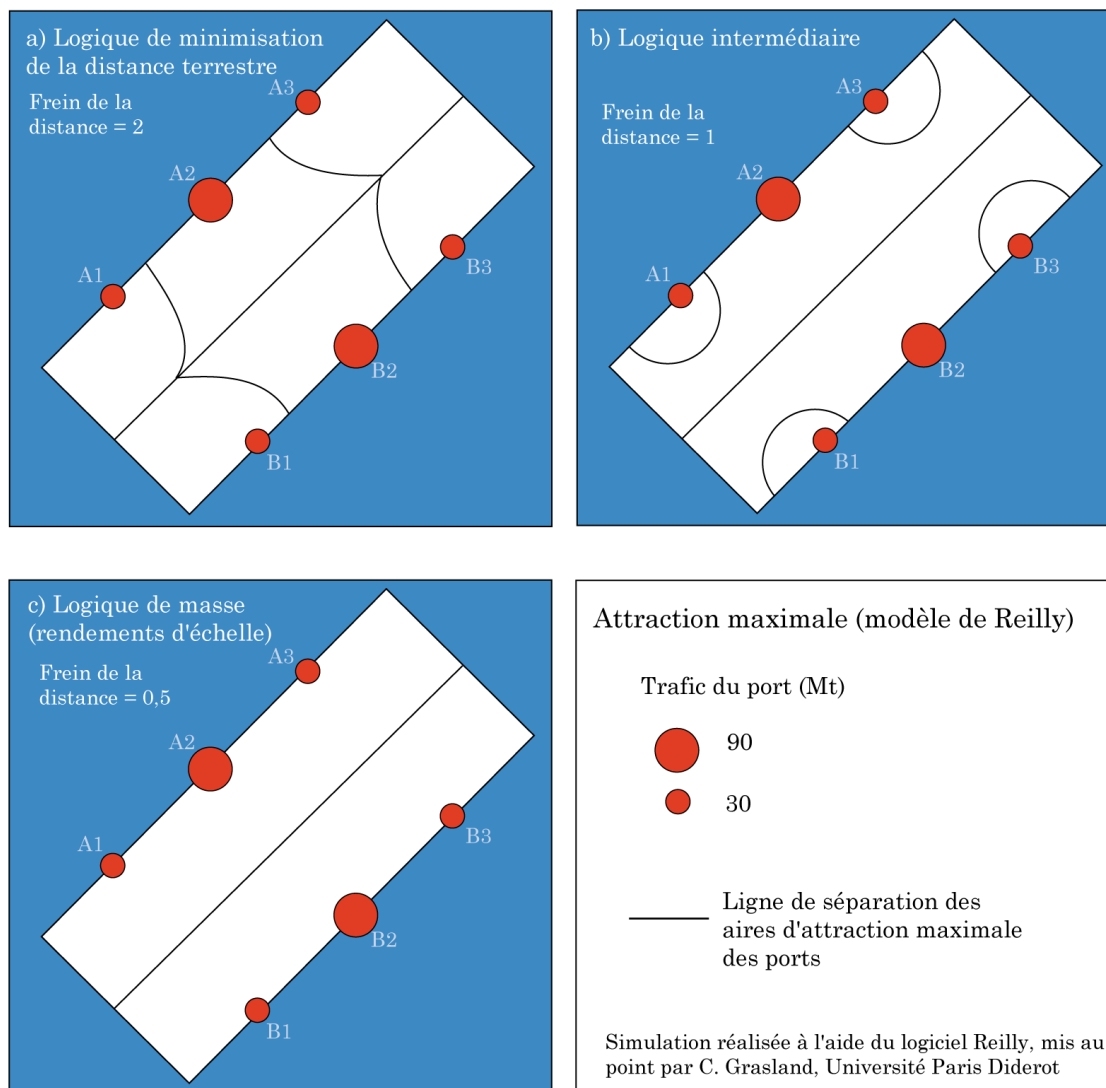 a) Logique de minimisation
de la distance terrestre
Frein de la
distance = 2
A3
A2
A1
B3
B2
B1
b) Logique intermédiaire
Frein de la
distance = 1
A3
A2
A1
B3
B2
B1
c) Logique de masse
(rendements d'échelle)
Frein de la
distance = 0,5
A3
A2
A1
B3
B2
B1
Attraction maximale (modèle de Reilly)
Trafic du port (Mt)
90
30
Ligne de séparation des
aires d'attraction maximale
des ports
Simulation réalisée à l'aide du logiciel Reilly, mis au
point par C. Grasland, Université Paris Diderot